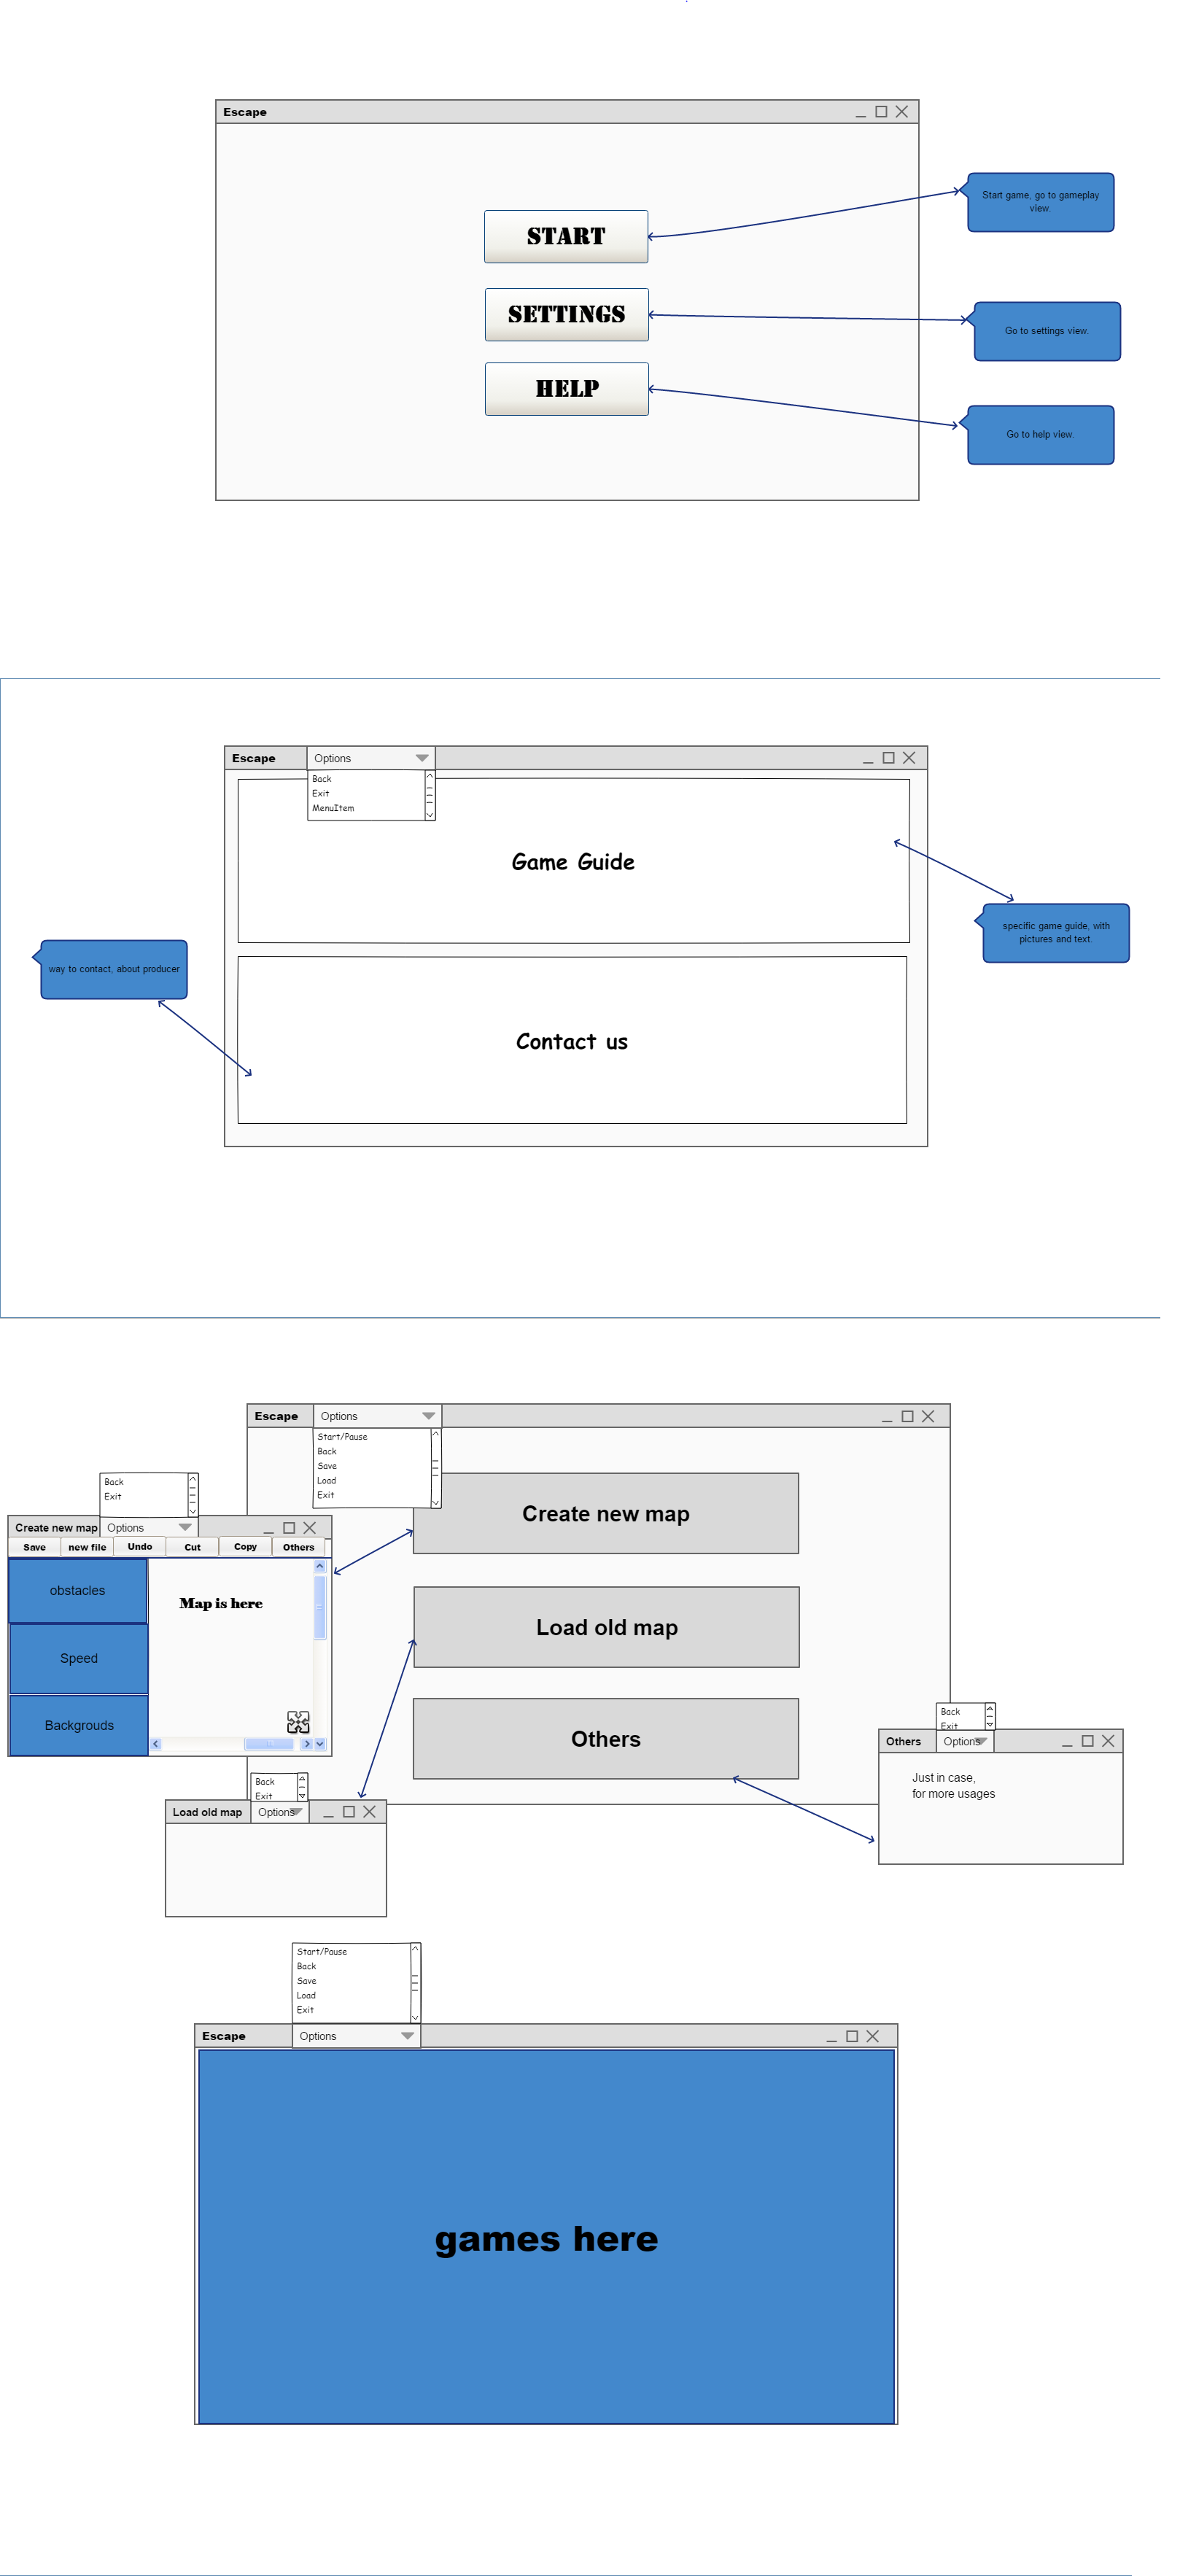 Escape
START
Start game, go to gameplay
view.
SETTINGS
Go to settings view.
HELP
Go to help view.
Escape
Options
Back
Exit
MenuItem
Game Guide
specific game guide, with
pictures and text.
way to contact, about producer
Contact us
Escape
Options
Start/Pause
Back
Save
Load
Exit
Create new map
Load old map
Others
Back
Exit
Create new map
Options
Save
new file
Undo
Cut
Copy
Others
obstacles
Map is here
Speed
Backgrouds
Back
Exit
Others
Options
Just in case,
for more usages
Back
Exit
Load old map
Options
Start/Pause
Back
Save
Load
Exit
Escape
Options
games here